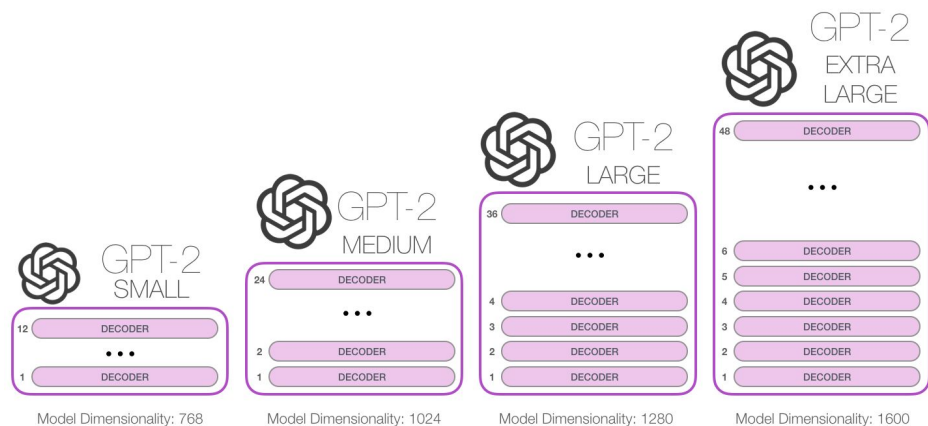 GPT-2
SMALL
12 DECODER
...
1 DECODER
Model Dimensionality: 768
GPT-2
MEDIUM
24 DECODER
...
2 DECODER
1 DECODER
Model Dimensionality: 1024
GPT-2
LARGE
36 DECODER
...
4 DECODER
3 DECODER
2 DECODER
1 DECODER
Model Dimensionality: 1280
GPT-2
EXTRA
LARGE
48 DECODER
...
6 DECODER
5 DECODER
4 DECODER
3 DECODER
2 DECODER
1 DECODER
Model Dimensionality: 1600